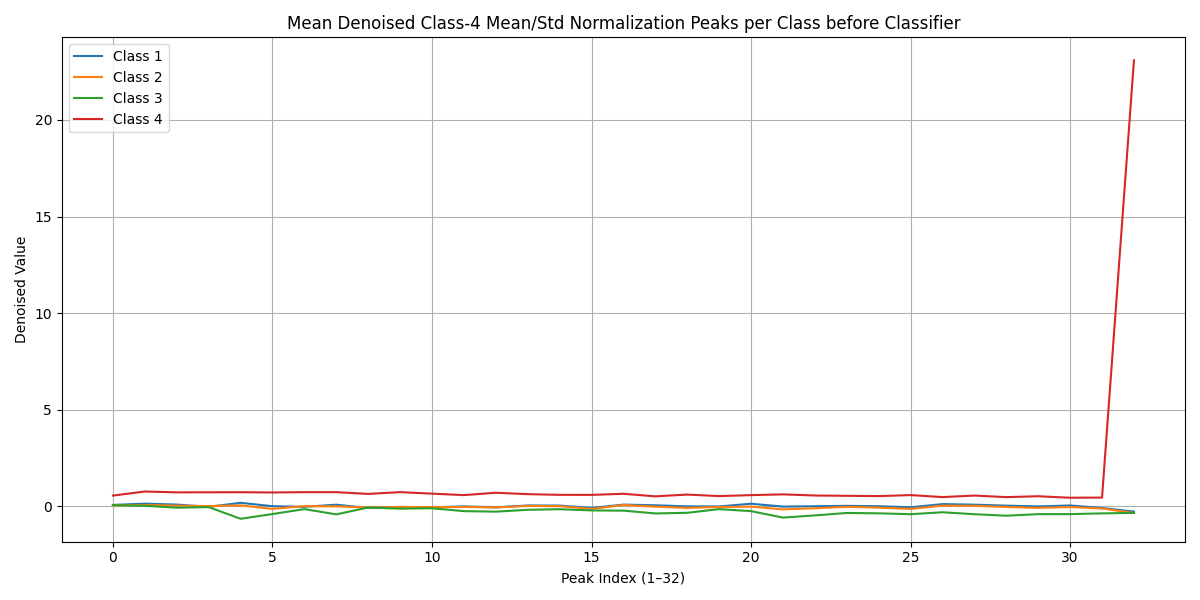 Mean Denoised Class-4 Mean/Std Normalization Peaks per Class before Classifier
Class 1
Class 2
Class 3
Class 4
Denoised Value
20
15
10
5
0
0 5 10 15 20 25 30
Peak Index (1–32)